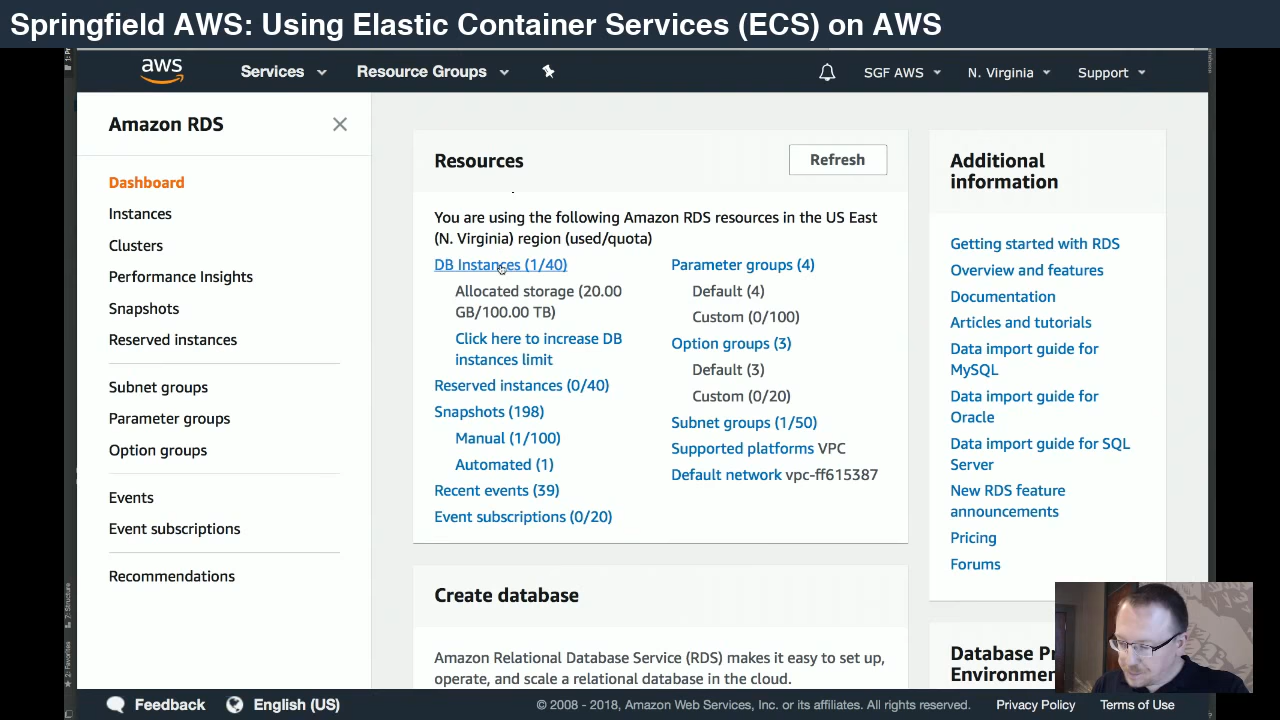 Springfield AWS: Using Elastic Container Services (ECS) on AWS
aws
Services
Resource Groups
SGF AWS
N. Virginia
Support
Amazon RDS
Dashboard
Instances
Clusters
Performance Insights
Snapshots
Reserved instances
Subnet groups
Parameter groups
Option groups
Events
Event subscriptions
Recommendations
Resources
Refresh
You are using the following Amazon RDS resources in the US East
(N. Virginia) region (used/quota)
DB Instances (1/40)
Allocated storage (20.00
GB/100.00 TB)
Click here to increase DB
instances limit
Reserved instances (0/40)
Snapshots (198)
Manual (1/100)
Automated (1)
Recent events (39)
Event subscriptions (0/20)
Parameter groups (4)
Default (4)
Custom (0/100)
Option groups (3)
Default (3)
Custom (0/20)
Subnet groups (1/50)
Supported platforms VPC
Default network vpc-ff615387
Create database
Amazon Relational Database Service (RDS) makes it easy to set up,
operate, and scale a relational database in the cloud.
Additional
information
Getting started with RDS
Overview and features
Documentation
Articles and tutorials
Data import guide for
MySQL
Data import guide for
Oracle
Data import guide for SQL
Server
New RDS feature
announcements
Pricing
Forums
Database
Environmen
Feedback
English (US)
© 2008 - 2018, Amazon Web Services, Inc. or its affiliates. All rights reserved.
Privacy Policy
Terms of Use
7: Structure
2: Favorites